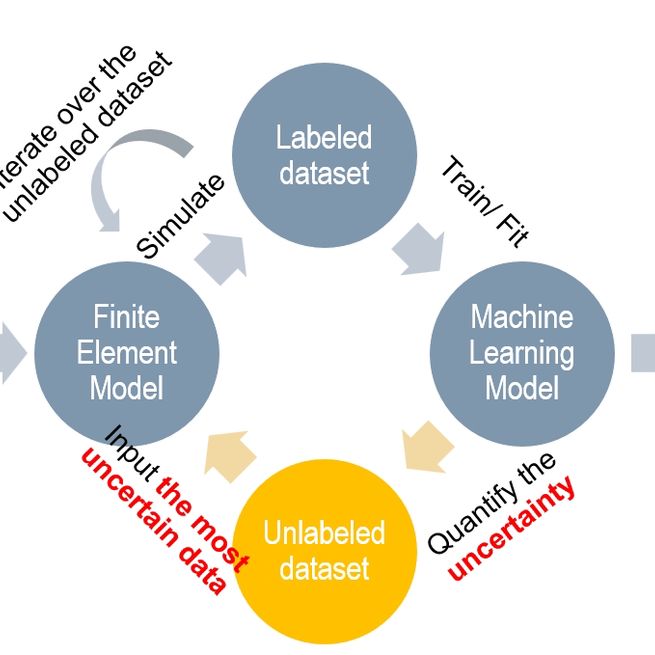 unlabeled dataset
over the
Simulate
Labeled
dataset
Train/ Fit
Finite
Element
Model
Machine
Learning
Model
Input the most
uncertain data
Unlabeled
dataset
Quantify the
uncertainty